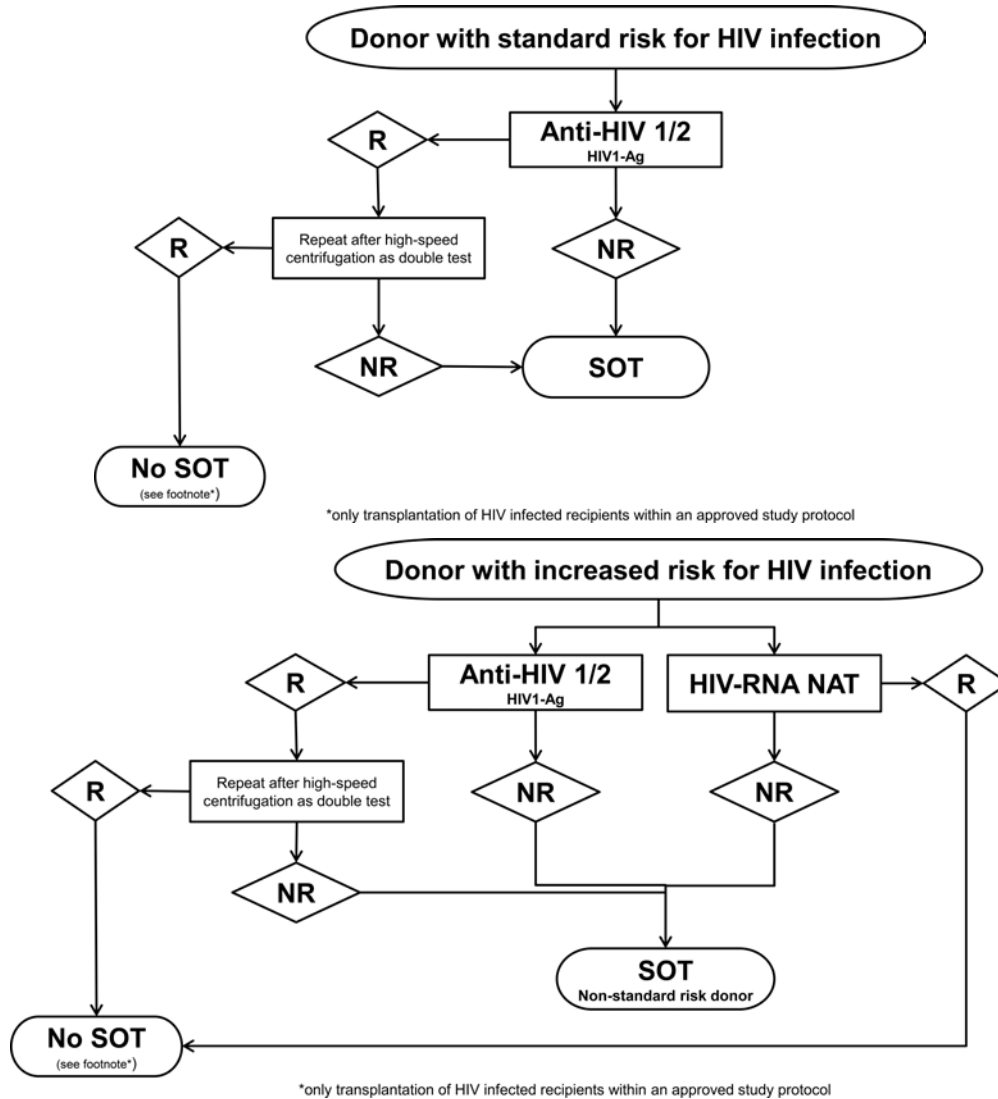 Donor with standard risk for HIV infection
Anti-HIV 1/2
HIV1-Ag
R
R
Repeat after high-speed
centrifugation as double test
NR
NR
SOT
No SOT
(see footnote*)
*only transplantation of HIV infected recipients within an approved study protocol
Donor with increased risk for HIV infection
Anti-HIV 1/2
HIV1-Ag
HIV-RNA NAT
R
R
R
Repeat after high-speed
centrifugation as double test
NR
NR
NR
SOT
Non-standard risk donor
No SOT
(see footnote*)
*only transplantation of HIV infected recipients within an approved study protocol